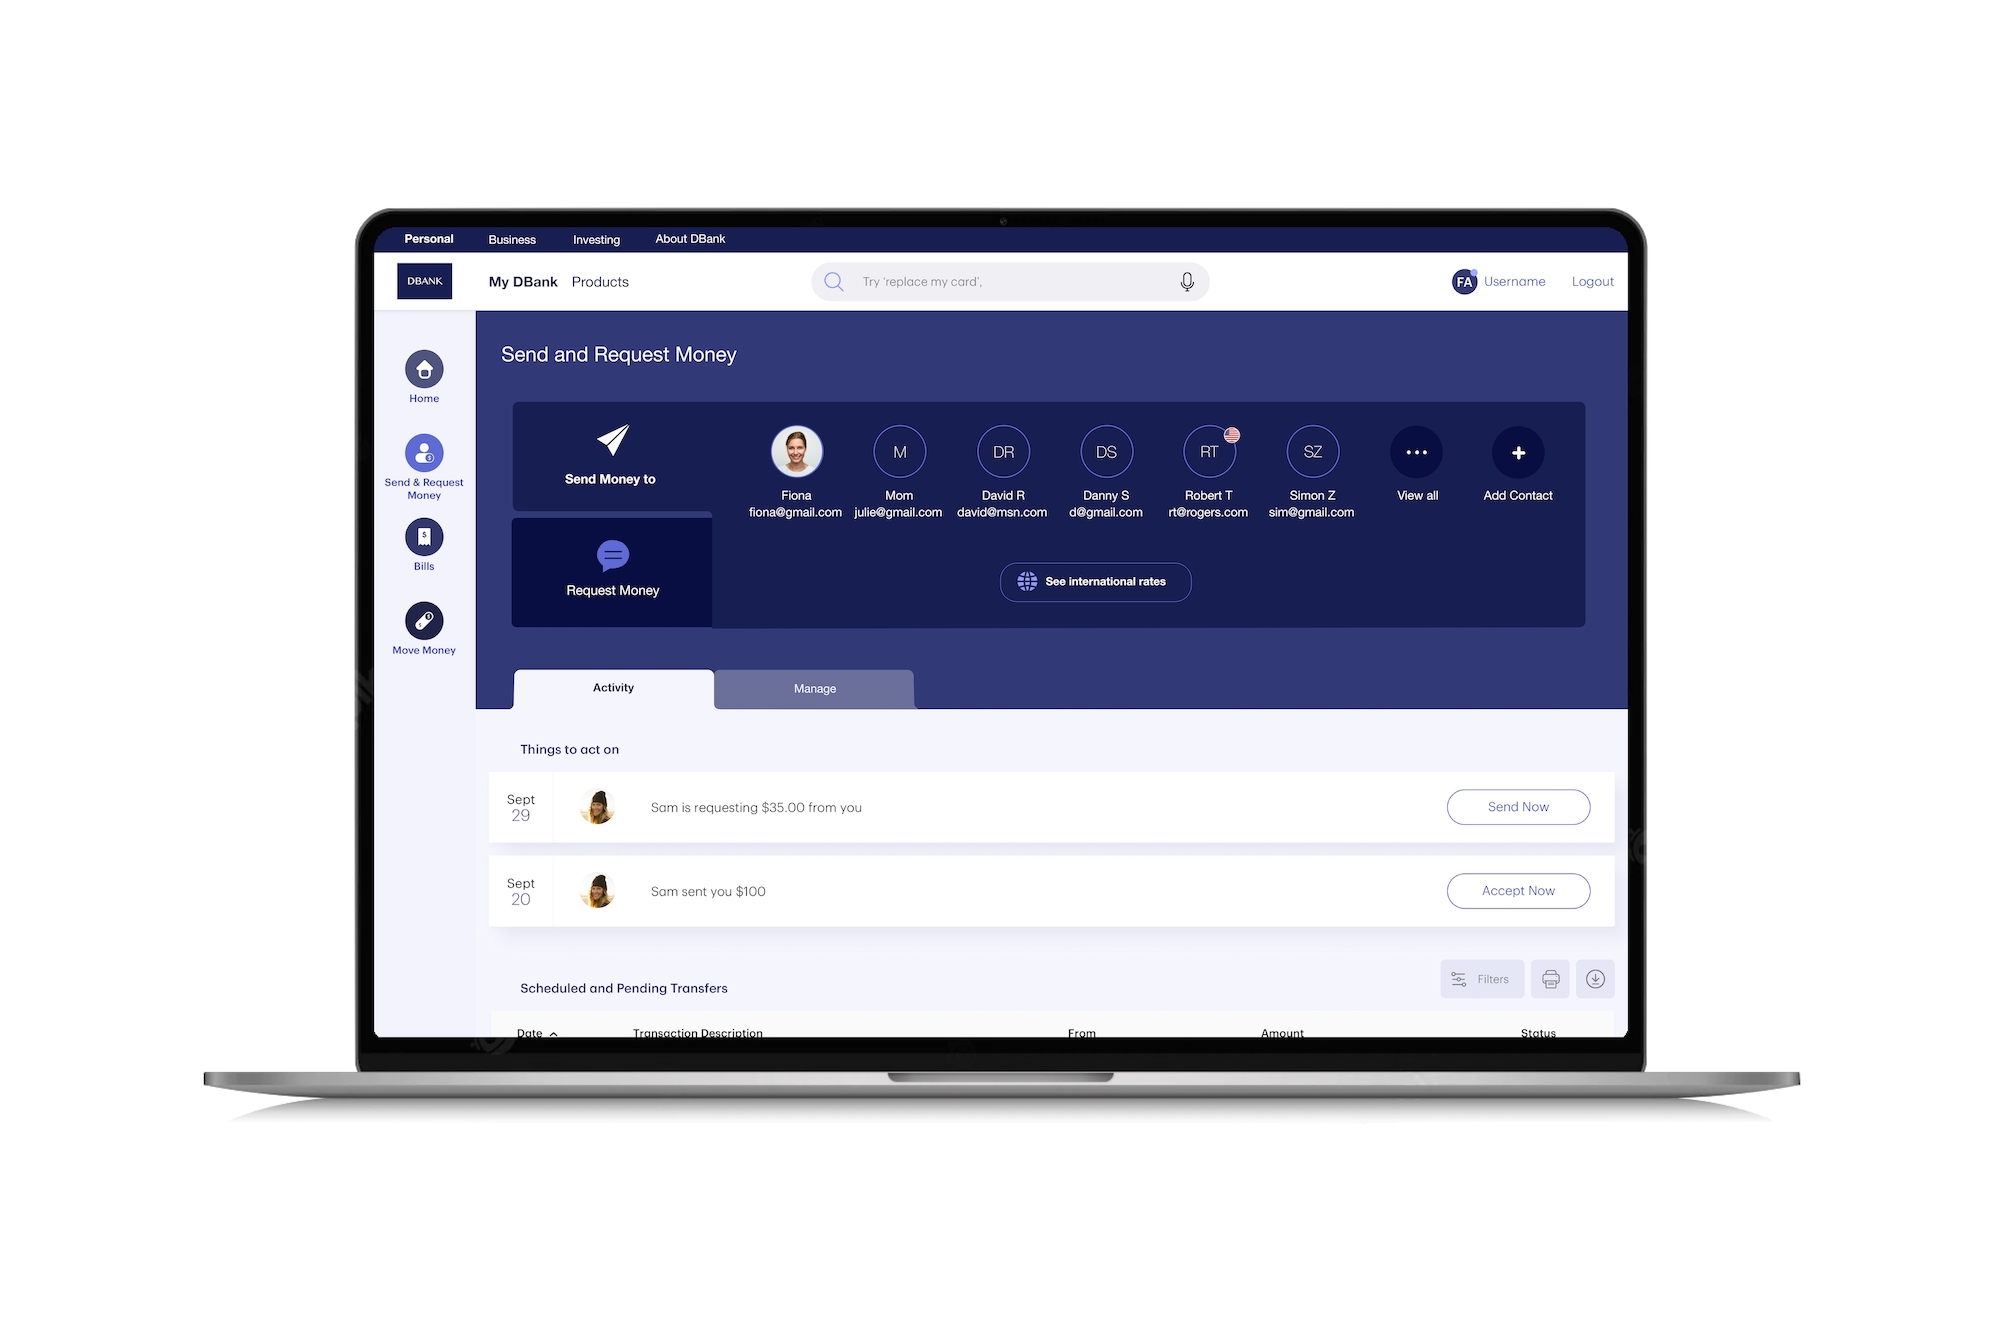 Personal
Business
Investing
About DBank
DBANK
My DBank
Products
Try 'replace my card',
FA
Username
Logout
Home
Send & Request
Money
$
Bills
Move Money
Send and Request Money
Send Money to
Request Money
M
DR
DS
RT
SZ
Fiona
Mom
David R
Danny S
Robert T
Simon Z
View all
Add Contact
fiona@gmail.com
julie@gmail.com
david@msn.com
d@gmail.com
rt@rogers.com
sim@gmail.com
See international rates
Activity
Manage
Things to act on
Sept
29
Sam is requesting $35.00 from you
Send Now
Sept
20
Sam sent you $100
Accept Now
Scheduled and Pending Transfers
Filters
Date
Transaction Description
From
Amount
Status